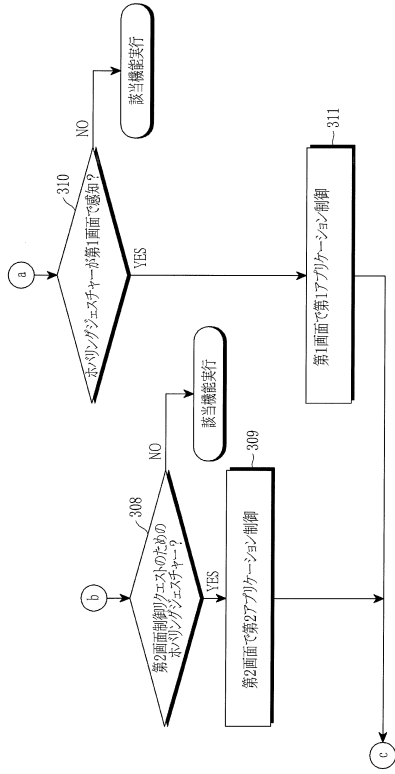 a
310
ホバリングジェスチャーが第1画面で感知？
NO
該当機能実行
YES
311
第1画面で第1アプリケーション制御
b
308
第2画面制御リクエストのための
ホバリングジェスチャー？
NO
該当機能実行
YES
309
第2画面で第2アプリケーション制御
c